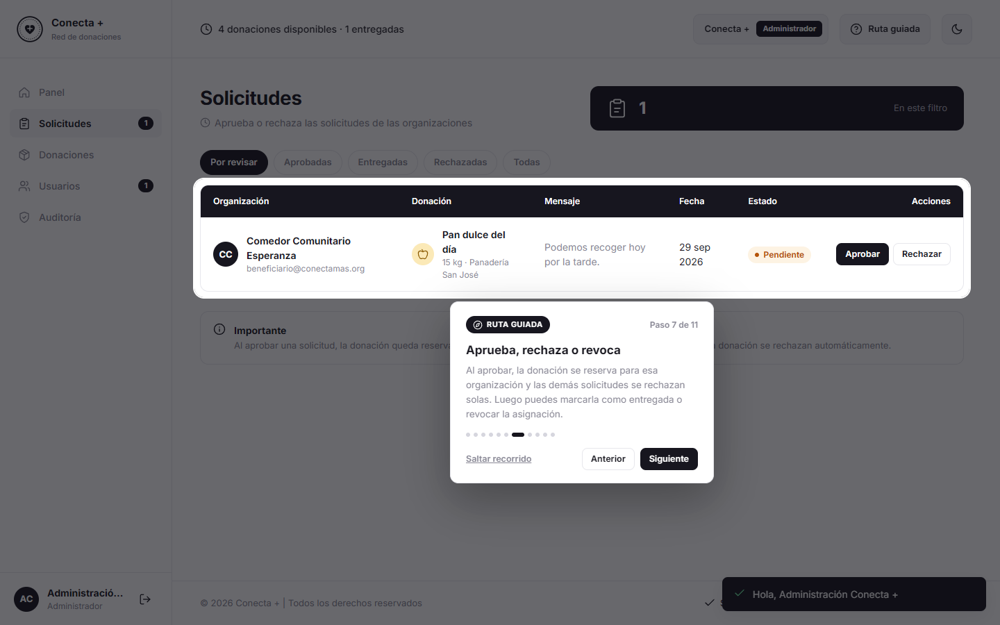 Conecta +
Red de donaciones
4 donaciones disponibles · 1 entregadas
Conecta + Administrador
Ruta guiada
Panel
Solicitudes 1
Donaciones
Usuarios 1
Auditoría
Solicitudes
Aprueba o rechaza las solicitudes de las organizaciones
1
En este filtro
Por revisar Aprobadas Entregadas Rechazadas Todas
Organización Donación Mensaje Fecha Estado Acciones
CC
Comedor Comunitario
Esperanza
beneficiario@conectamas.org
Pan dulce del
día
15 kg · Panadería
San José
Podemos recoger hoy
por la tarde.
29 sep
2026
Pendiente
Aprobar Rechazar
Importante
Al aprobar una solicitud, la donación queda
donación se rechazan automáticamente.
RUTA GUIADA
Paso 7 de 11
Aprueba, rechaza o revoca
Al aprobar, la donación se reserva para esa
organización y las demás solicitudes se rechazan
solas. Luego puedes marcarla como entregada o
revocar la asignación.
Saltar recorrido
Anterior Siguiente
AC
Administració...
Administrador
© 2026 Conecta + | Todos los derechos reservados
Hola, Administración Conecta +